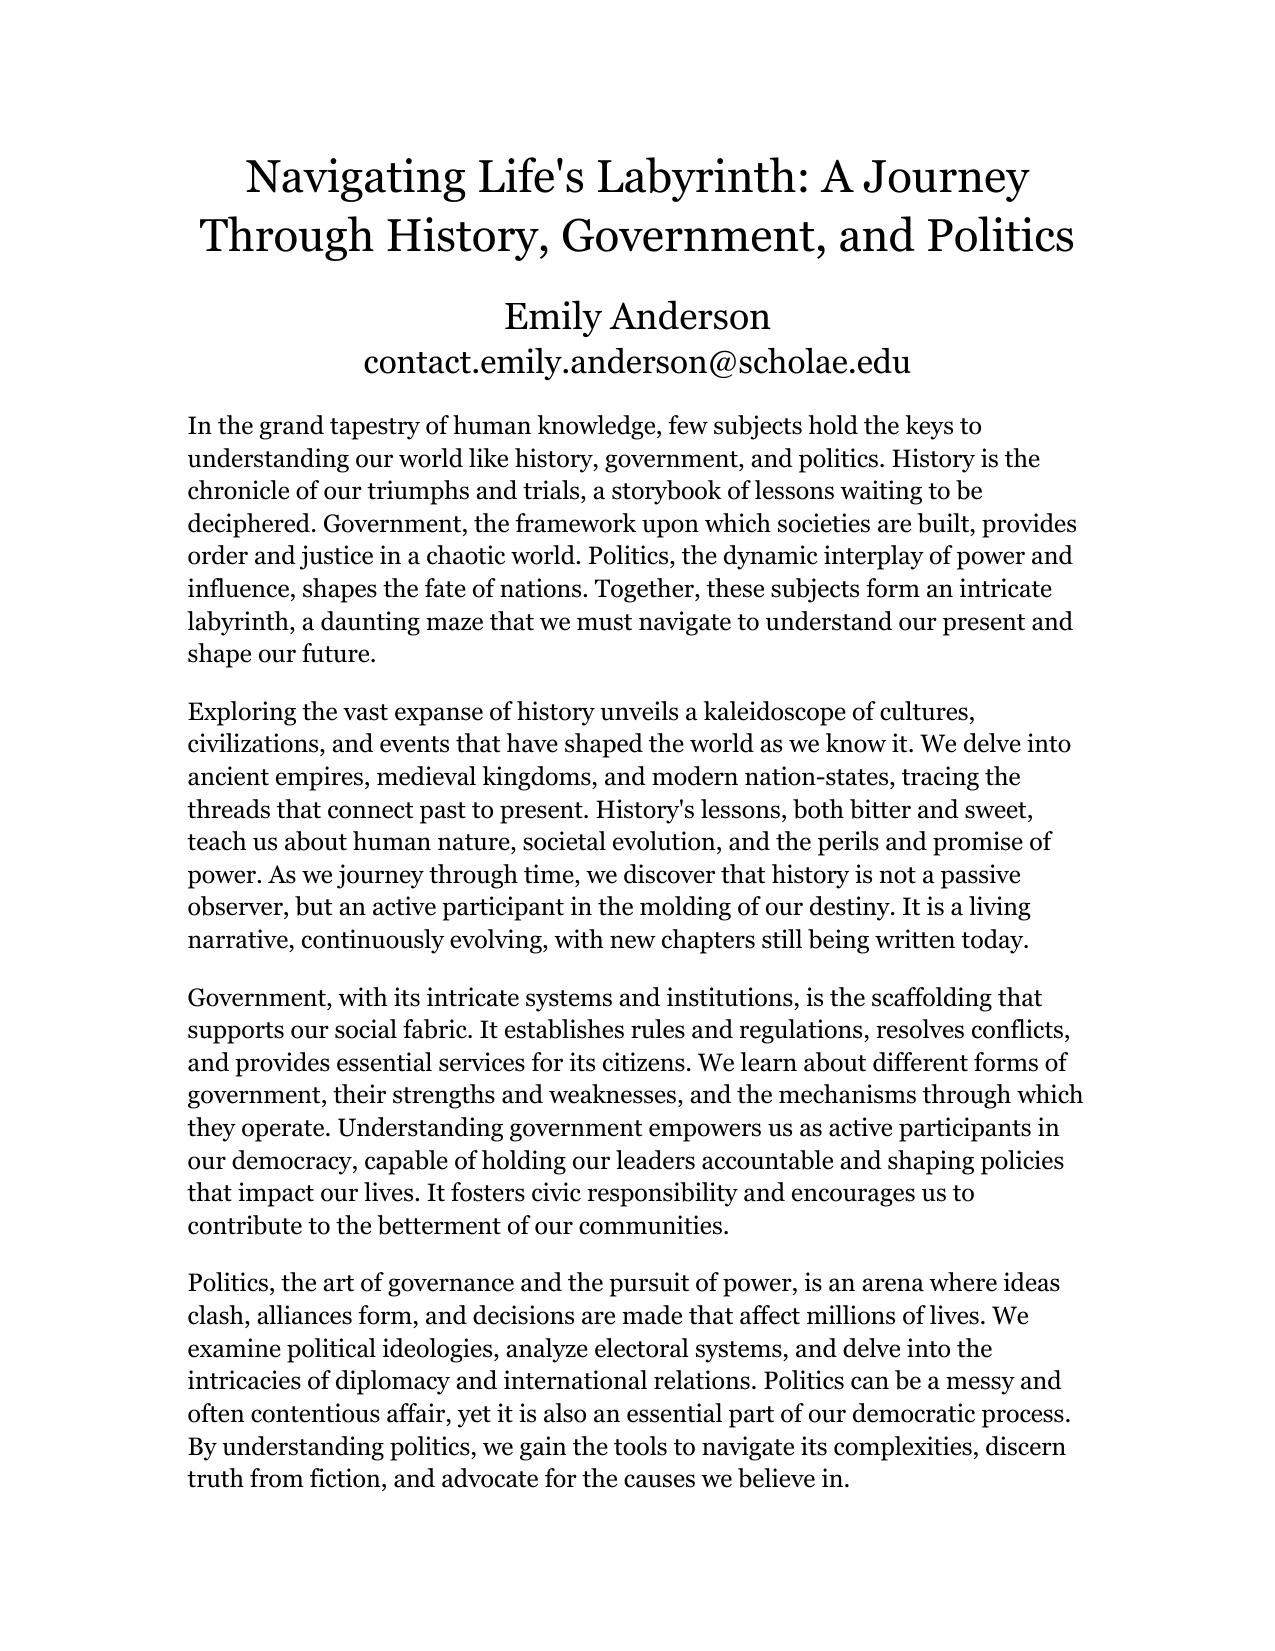 Navigating Life's Labyrinth: A Journey
Through History, Government, and Politics
Emily Anderson
contact.emily.anderson@scholae.edu
In the grand tapestry of human knowledge, few subjects hold the keys to
understanding our world like history, government, and politics. History is the
chronicle of our triumphs and trials, a storybook of lessons waiting to be
deciphered. Government, the framework upon which societies are built, provides
order and justice in a chaotic world. Politics, the dynamic interplay of power and
influence, shapes the fate of nations. Together, these subjects form an intricate
labyrinth, a daunting maze that we must navigate to understand our present and
shape our future.
Exploring the vast expanse of history unveils a kaleidoscope of cultures,
civilizations, and events that have shaped the world as we know it. We delve into
ancient empires, medieval kingdoms, and modern nation-states, tracing the
threads that connect past to present. History's lessons, both bitter and sweet,
teach us about human nature, societal evolution, and the perils and promise of
power. As we journey through time, we discover that history is not a passive
observer, but an active participant in the molding of our destiny. It is a living
narrative, continuously evolving, with new chapters still being written today.
Government, with its intricate systems and institutions, is the scaffolding that
supports our social fabric. It establishes rules and regulations, resolves conflicts,
and provides essential services for its citizens. We learn about different forms of
government, their strengths and weaknesses, and the mechanisms through which
they operate. Understanding government empowers us as active participants in
our democracy, capable of holding our leaders accountable and shaping policies
that impact our lives. It fosters civic responsibility and encourages us to
contribute to the betterment of our communities.
Politics, the art of governance and the pursuit of power, is an arena where ideas
clash, alliances form, and decisions are made that affect millions of lives. We
examine political ideologies, analyze electoral systems, and delve into the
intricacies of diplomacy and international relations. Politics can be a messy and
often contentious affair, yet it is also an essential part of our democratic process.
By understanding politics, we gain the tools to navigate its complexities, discern
truth from fiction, and advocate for the causes we believe in.